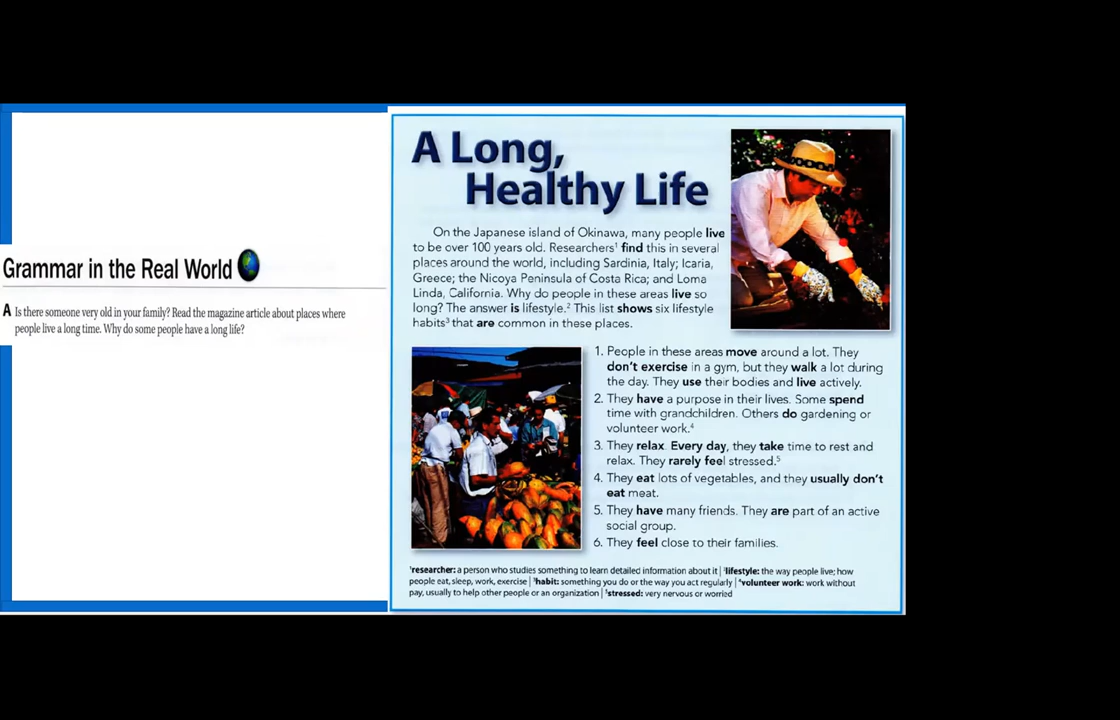 Grammar in the Real World
A Is there someone very old in your family? Read the magazine article about places where
people live a long time. Why do some people have a long life?
A Long,
Healthy Life
On the Japanese island of Okinawa, many people live
to be over 100 years old. Researchers¹ find this in several
places around the world, including Sardinia, Italy; Icaria,
Greece; the Nicoya Peninsula of Costa Rica; and Loma
Linda, California. Why do people in these areas live so
long? The answer is lifestyle.² This list shows six lifestyle
habits³ that are common in these places.
1. People in these areas move around a lot. They
don't exercise in a gym, but they walk a lot during
the day. They use their bodies and live actively.
2. They have a purpose in their lives. Some spend
time with grandchildren. Others do gardening or
volunteer work.⁴
3. They relax. Every day, they take time to rest and
relax. They rarely feel stressed.⁵
4. They eat lots of vegetables, and they usually don't
eat meat.
5. They have many friends. They are part of an active
social group.
6. They feel close to their families.
¹researcher: a person who studies something to learn detailed information about it | ²lifestyle: the way people live; how
people eat, sleep, work, exercise | ³habit: something you do or the way you act regularly | ⁴volunteer work: work without
pay, usually to help other people or an organization | ⁵stressed: very nervous or worried